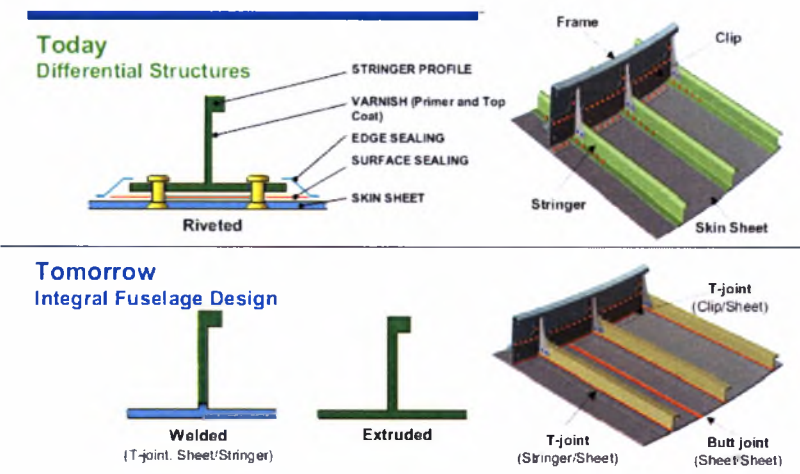 Today
Differential Structures
STRINGER PROFILE
VARNISH (Primer and Top
Coat)
EDGE SEALING
SURFACE SEALING
SKIN SHEET
Riveted
Frame
Clip
Stringer
Skin Sheet
Tomorrow
Integral Fuselage Design
Welded
(T-joint. Sheet/Stringer)
Extruded
T-joint
(Clip/Sheet)
T-joint
(Stringer/Sheet)
Butt joint
(Sheet/Sheet)